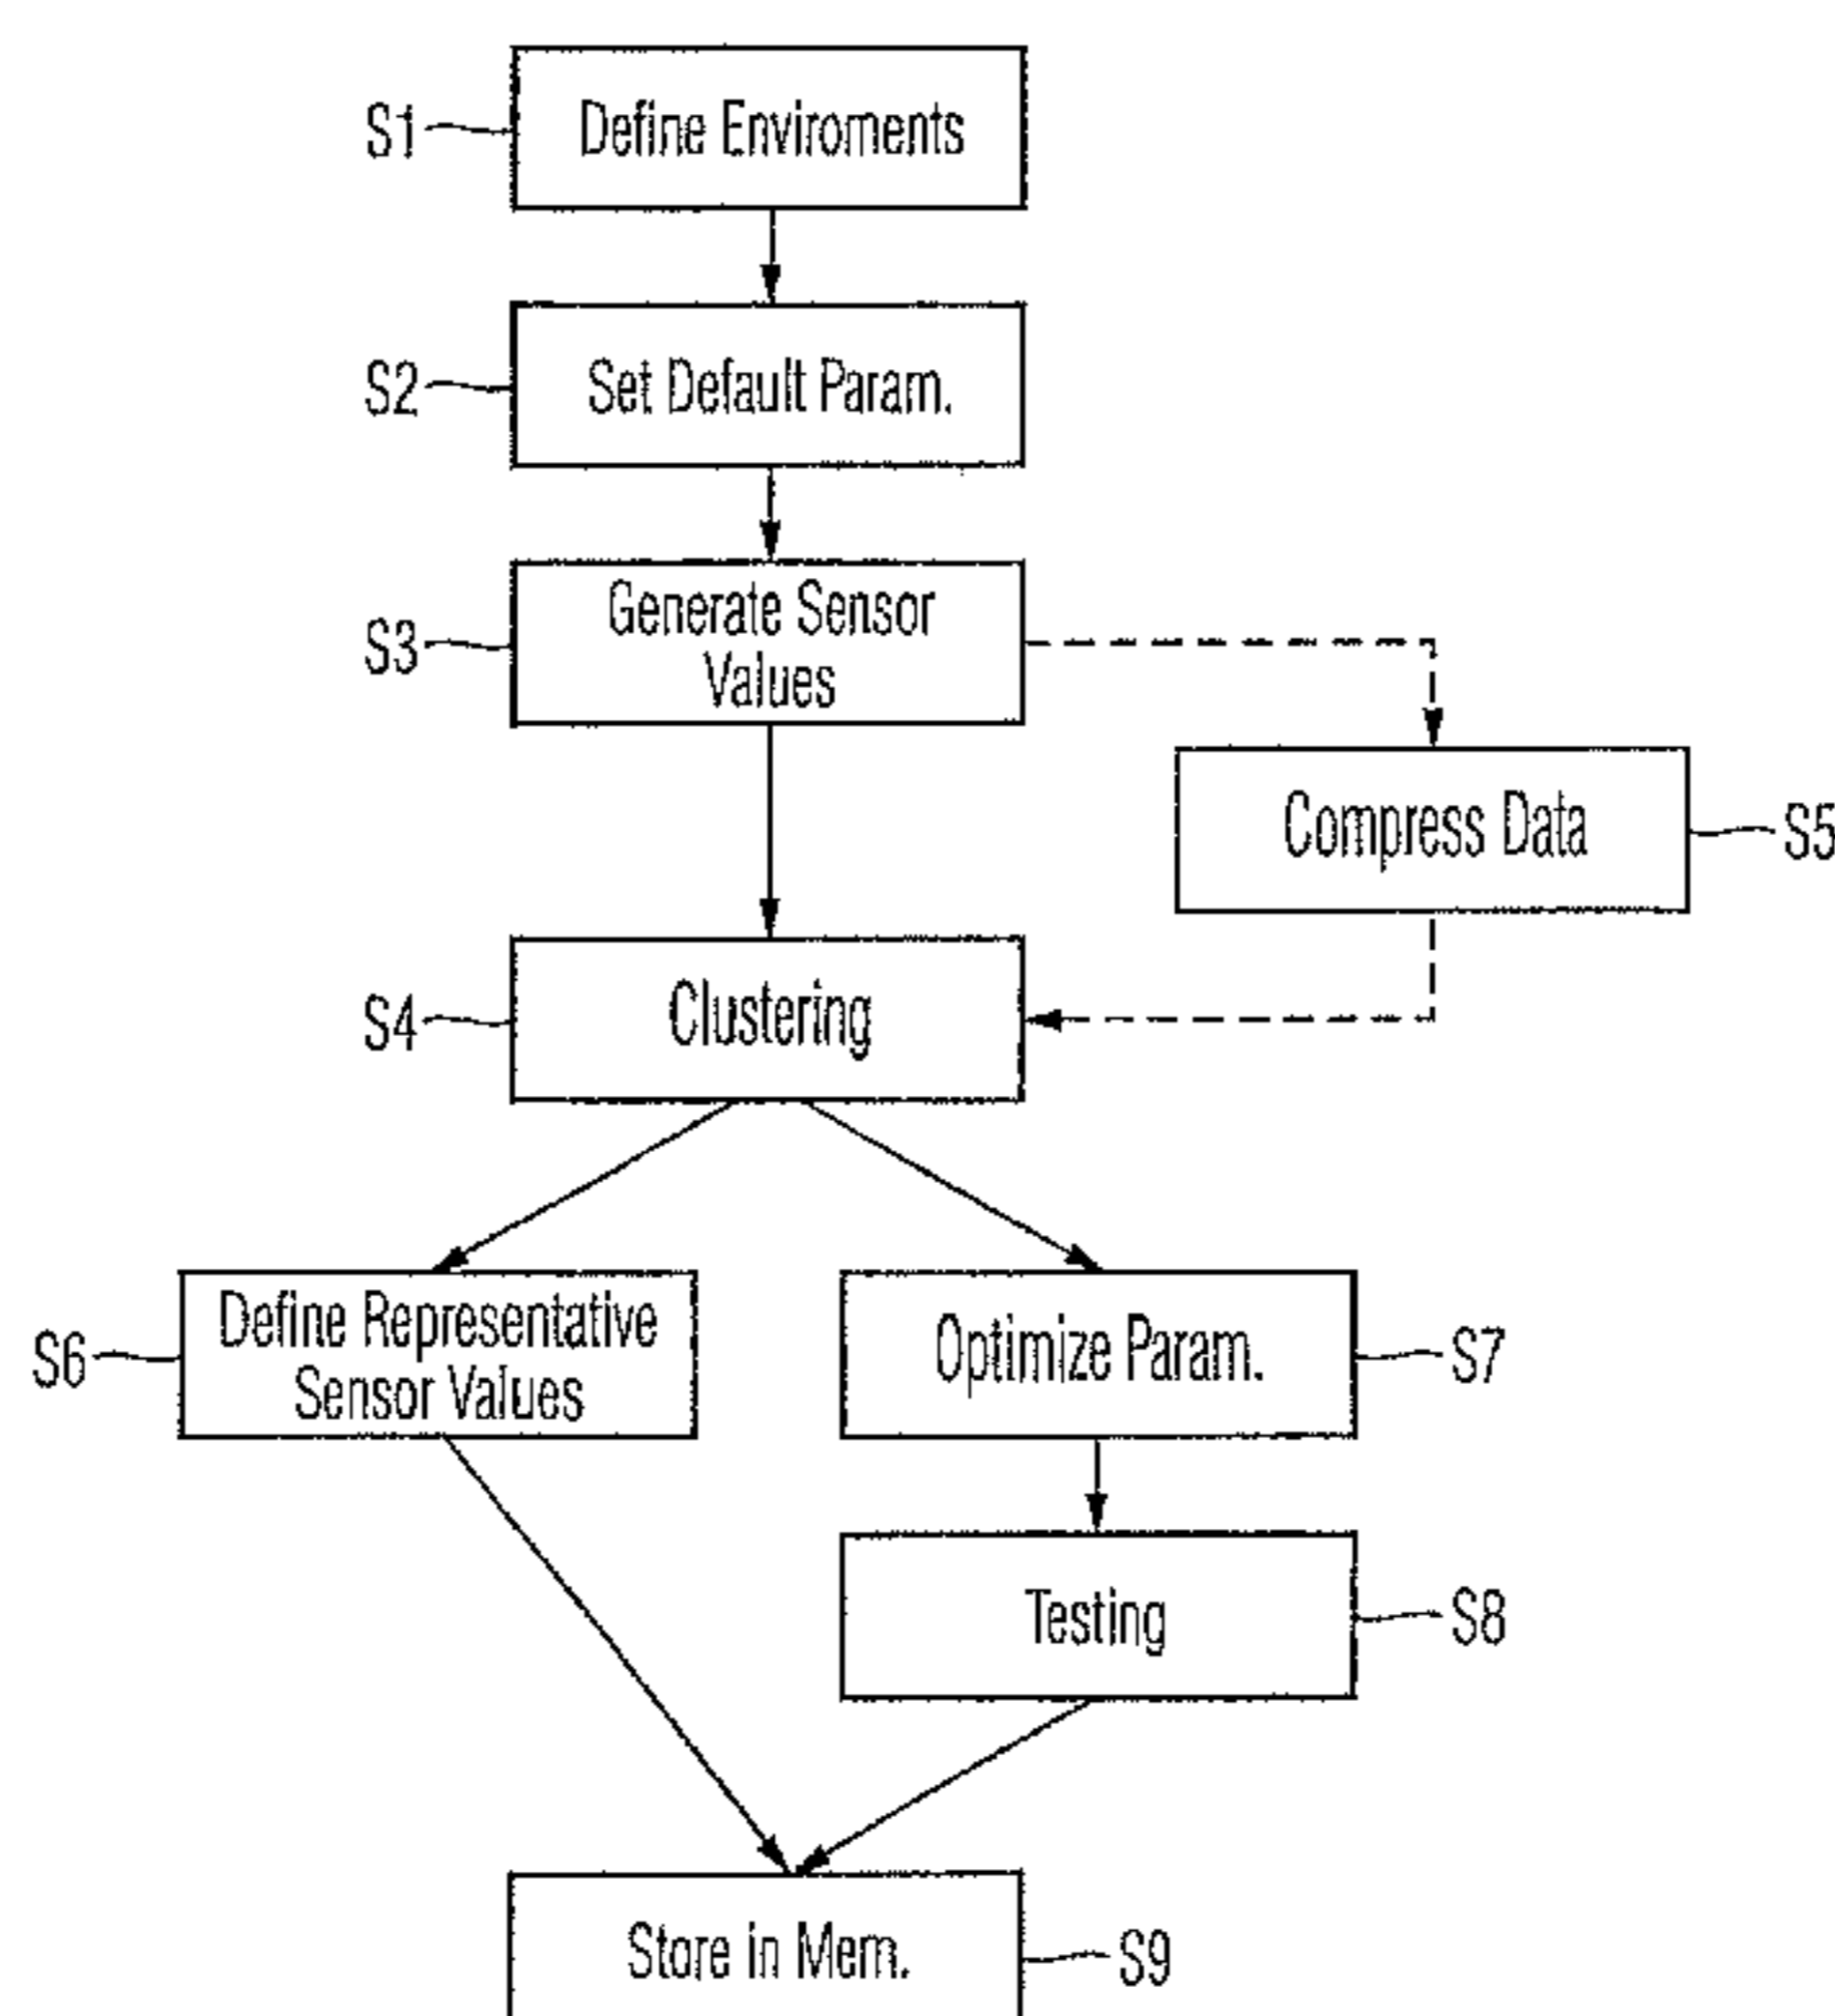 S1
Define Enviroments
S2
Set Default Param.
S3
Generate Sensor
Values
Compress Data
S5
S4
Clustering
S6
Define Representative
Sensor Values
Optimize Param.
S7
Testing
S8
Store in Mem.
S9